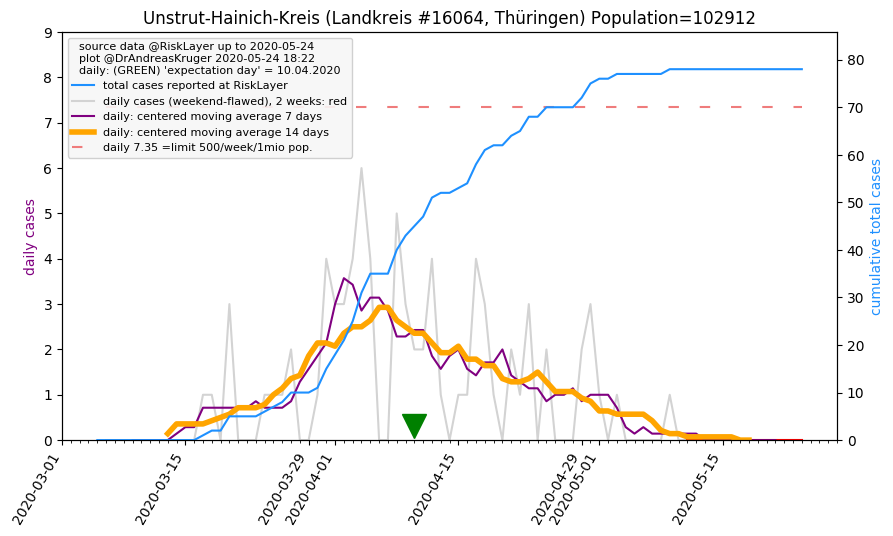 Unstrut-Hainich-Kreis (Landkreis #16064, Thüringen) Population=102912
source data @RiskLayer up to 2020-05-24
plot @DrAndreasKruger 2020-05-24 18:22
daily: (GREEN) 'expectation day' = 10.04.2020
total cases reported at RiskLayer
daily cases (weekend-flawed), 2 weeks: red
daily: centered moving average 7 days
daily: centered moving average 14 days
daily 7.35 =limit 500/week/1mio pop.
daily cases
9
8
7
6
5
4
3
2
1
0
cumulative total cases
80
70
60
50
40
30
20
10
0
2020-03-01
2020-03-15
2020-03-29
2020-04-01
2020-04-15
2020-04-29
2020-05-01
2020-05-15